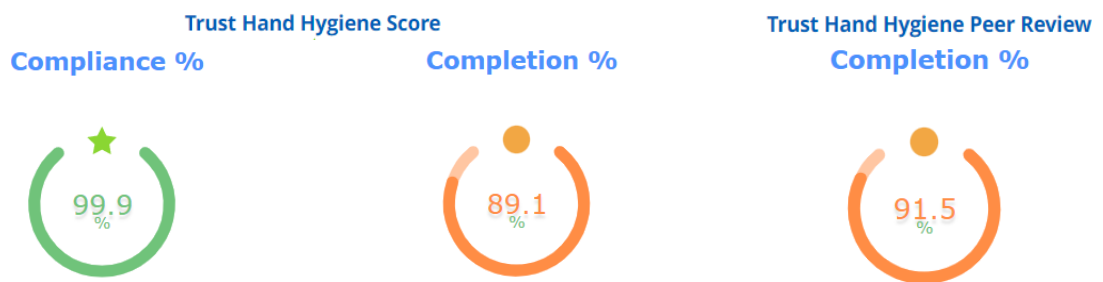 Trust Hand Hygiene Score
Trust Hand Hygiene Peer Review
Compliance %
Completion %
Completion %
99.9
%
89.1
%
91.5
%